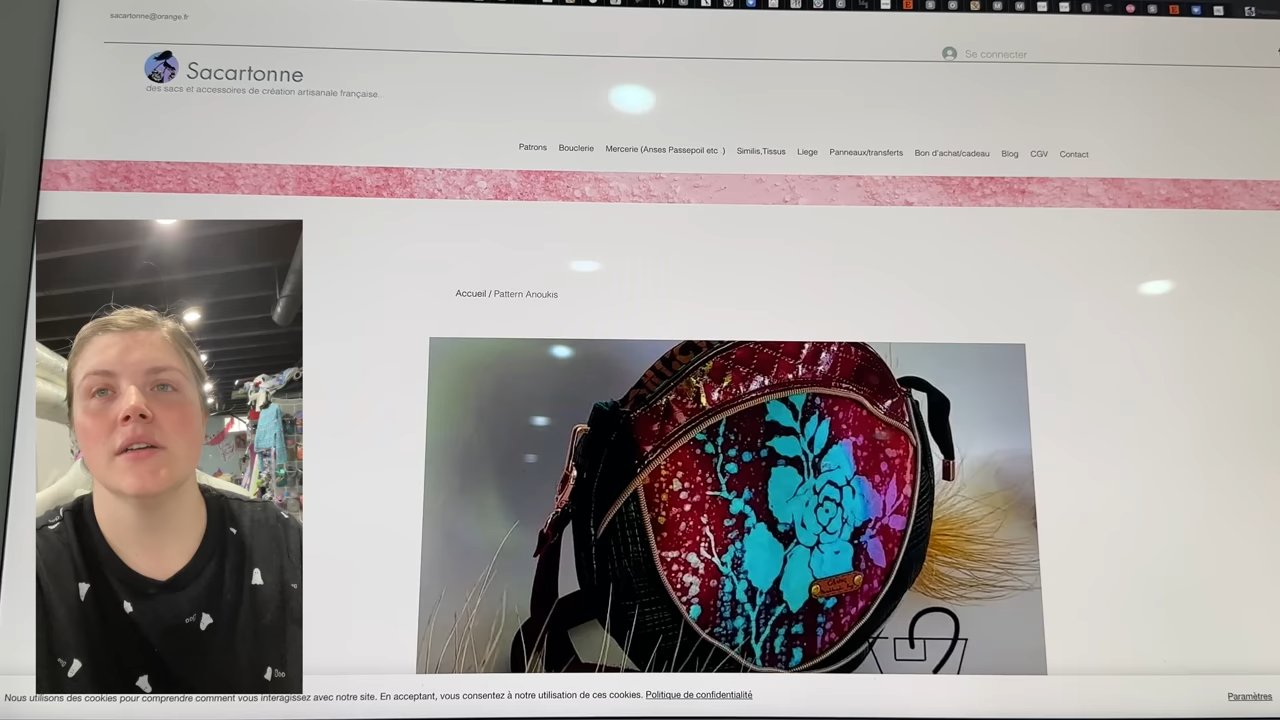 sacartonne@orange.fr
Se connecter
Sacartonne
des sacs et accessoires de création artisanale française...
Patrons Bouclerie Mercerie (Anses Passepoil etc .) Similis,Tissus Liege Panneaux/transferts Bon d'achat/cadeau Blog CGV Contact
Accueil / Pattern Anoukis
Nous utilisons des cookies pour comprendre comment vous interagissez avec notre site. En acceptant, vous consentez à notre utilisation de ces cookies. Politique de confidentialité
Paramètres